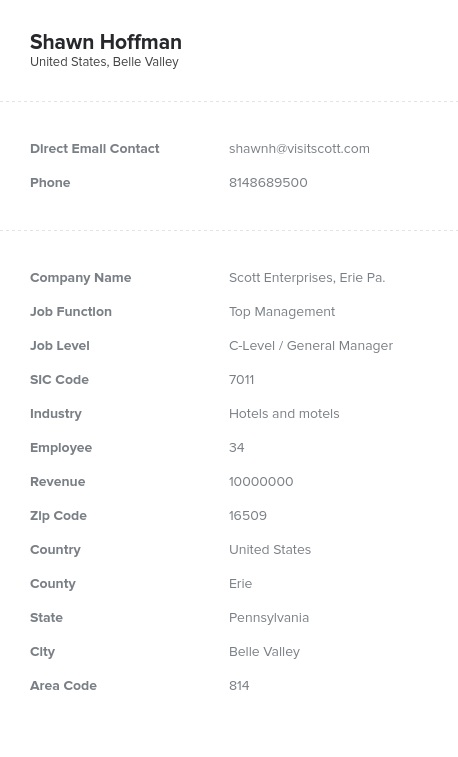 Shawn Hoffman
United States, Belle Valley
Direct Email Contact shawnh@visitscott.com
Phone 8148689500
Company Name Scott Enterprises, Erie Pa.
Job Function Top Management
Job Level C-Level / General Manager
SIC Code 7011
Industry Hotels and motels
Employee 34
Revenue 10000000
Zip Code 16509
Country United States
County Erie
State Pennsylvania
City Belle Valley
Area Code 814